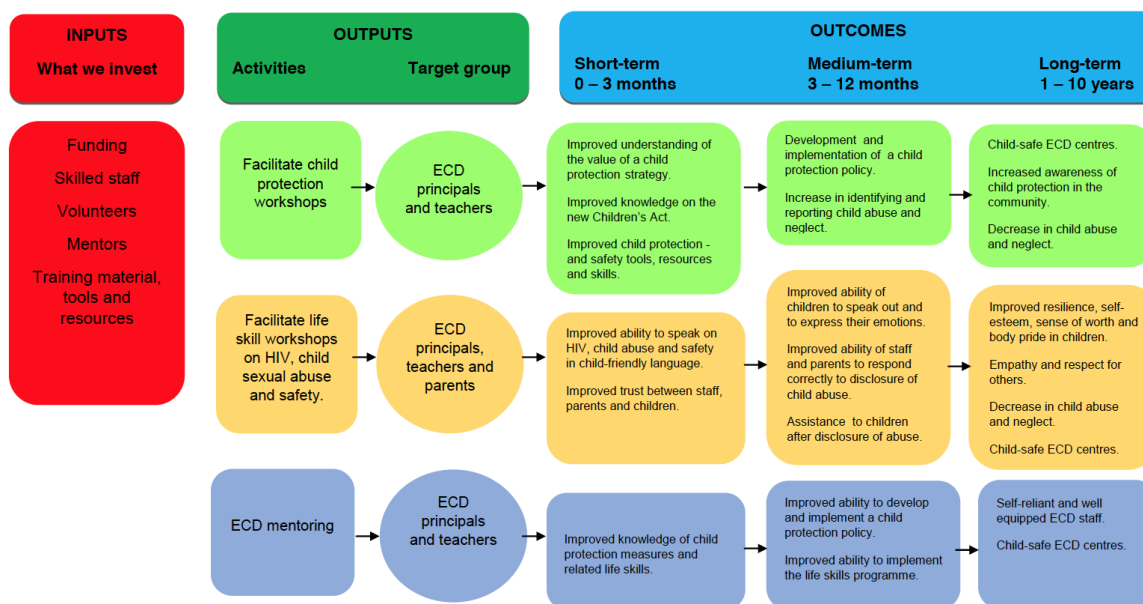 INPUTS
What we invest
OUTPUTS
Activities
Target group
OUTCOMES
Short-term
0 – 3 months
Medium-term
3 – 12 months
Long-term
1 – 10 years
Funding
Skilled staff
Volunteers
Mentors
Training material,
tools and
resources
Facilitate child
protection
workshops
ECD
principals
and teachers
Improved understanding of
the value of a child
protection strategy.
Improved knowledge on the
new Children's Act.
Improved child protection -
and safety tools, resources
and skills.
Development and
implementation of a child
protection policy.
Increase in identifying and
reporting child abuse and
neglect.
Child-safe ECD centres.
Increased awareness of
child protection in the
community.
Decrease in child abuse
and neglect.
Facilitate life
skill workshops
on HIV, child
sexual abuse
and safety.
ECD
principals,
teachers and
parents
Improved ability to speak on
HIV, child abuse and safety
in child-friendly language.
Improved trust between staff,
parents and children.
Improved ability of
children to speak out and
to express their emotions.
Improved ability of staff
and parents to respond
correctly to disclosure of
child abuse.
Assistance to children
after disclosure of abuse.
Improved resilience, self-
esteem, sense of worth and
body pride in children.
Empathy and respect for
others.
Decrease in child abuse
and neglect.
Child-safe ECD centres.
ECD mentoring
ECD
principals
and teachers
Improved knowledge of child
protection measures and
related life skills.
Improved ability to develop
and implement a child
protection policy.
Improved ability to implement
the life skills programme.
Self-reliant and well
equipped ECD staff.
Child-safe ECD centres.